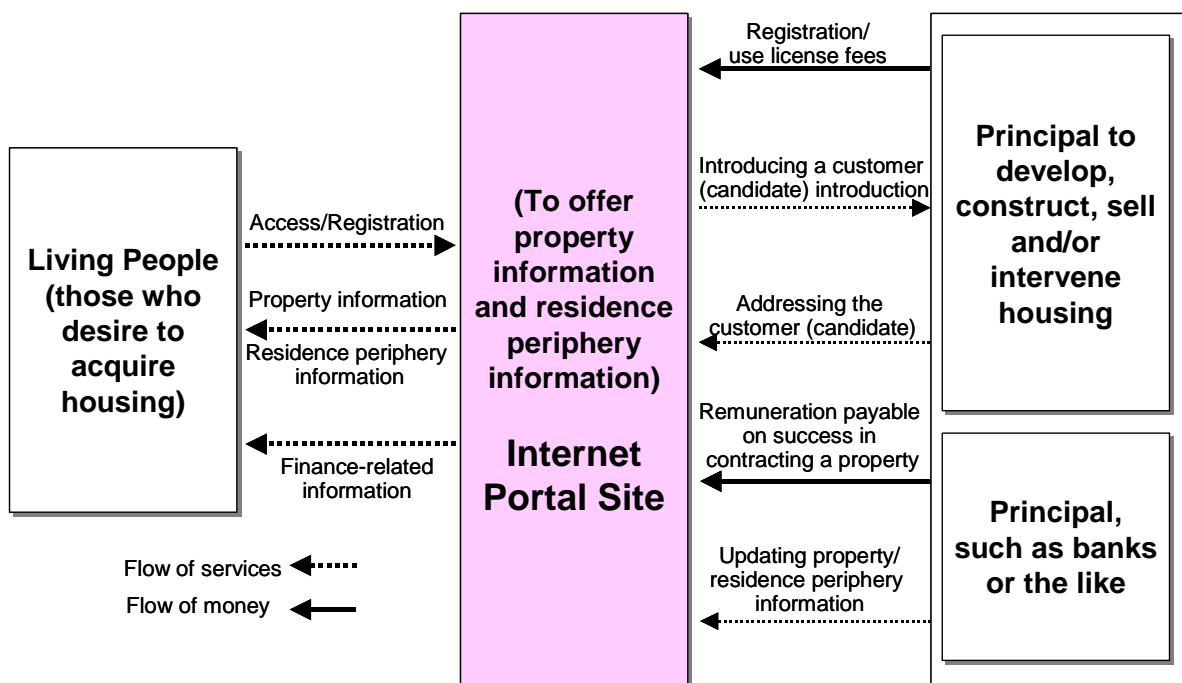 Living People
(those who
desire to
acquire
housing)
Access/Registration
Property information
Residence periphery
information
Finance-related
information
Flow of services
Flow of money
(To offer
property
information
and residence
periphery
information)
Internet
Portal Site
Registration/
use license fees
Introducing a customer
(candidate) introduction
Addressing the
customer (candidate)
Remuneration payable
on success in
contracting a property
Updating property/
residence periphery
information
Principal to
develop,
construct, sell
and/or
intervene
housing
Principal,
such as banks
or the like